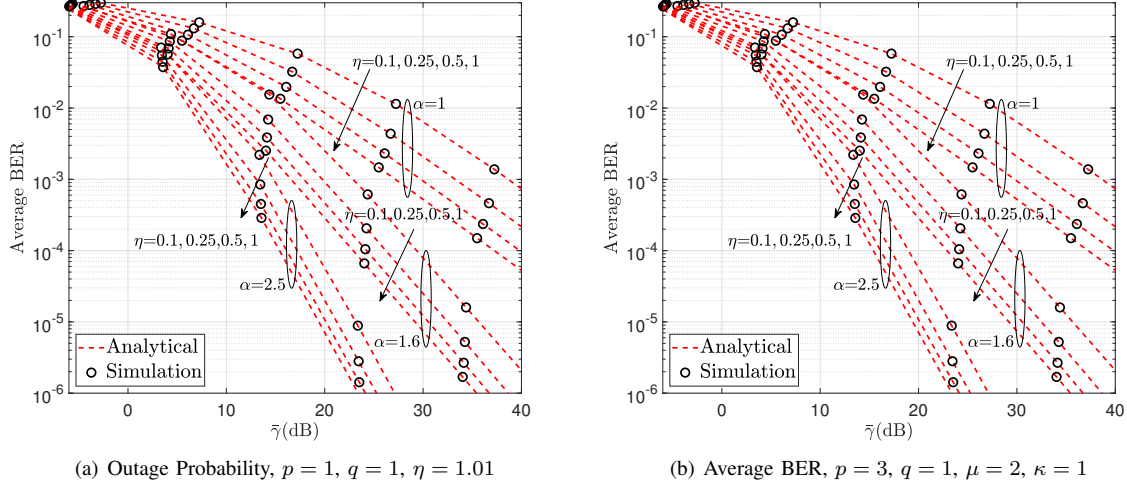 10^{-1}
10^{-2}
10^{-3}
10^{-4}
10^{-5}
10^{-6}
Average BER
η=0.1, 0.25, 0.5, 1
α=1
η=0.1, 0.25, 0.5, 1
η=0.1, 0.25, 0.5, 1
α=2.5
α=1.6
Analytical
Simulation
0 10 20 30 40
γ̄(dB)
(a) Outage Probability, p = 1, q = 1, η = 1.01
10^{-1}
10^{-2}
10^{-3}
10^{-4}
10^{-5}
10^{-6}
Average BER
η=0.1, 0.25, 0.5, 1
α=1
η=0.1, 0.25, 0.5, 1
η=0.1, 0.25, 0.5, 1
α=2.5
α=1.6
Analytical
Simulation
0 10 20 30 40
γ̄(dB)
(b) Average BER, p = 3, q = 1, μ = 2, κ = 1